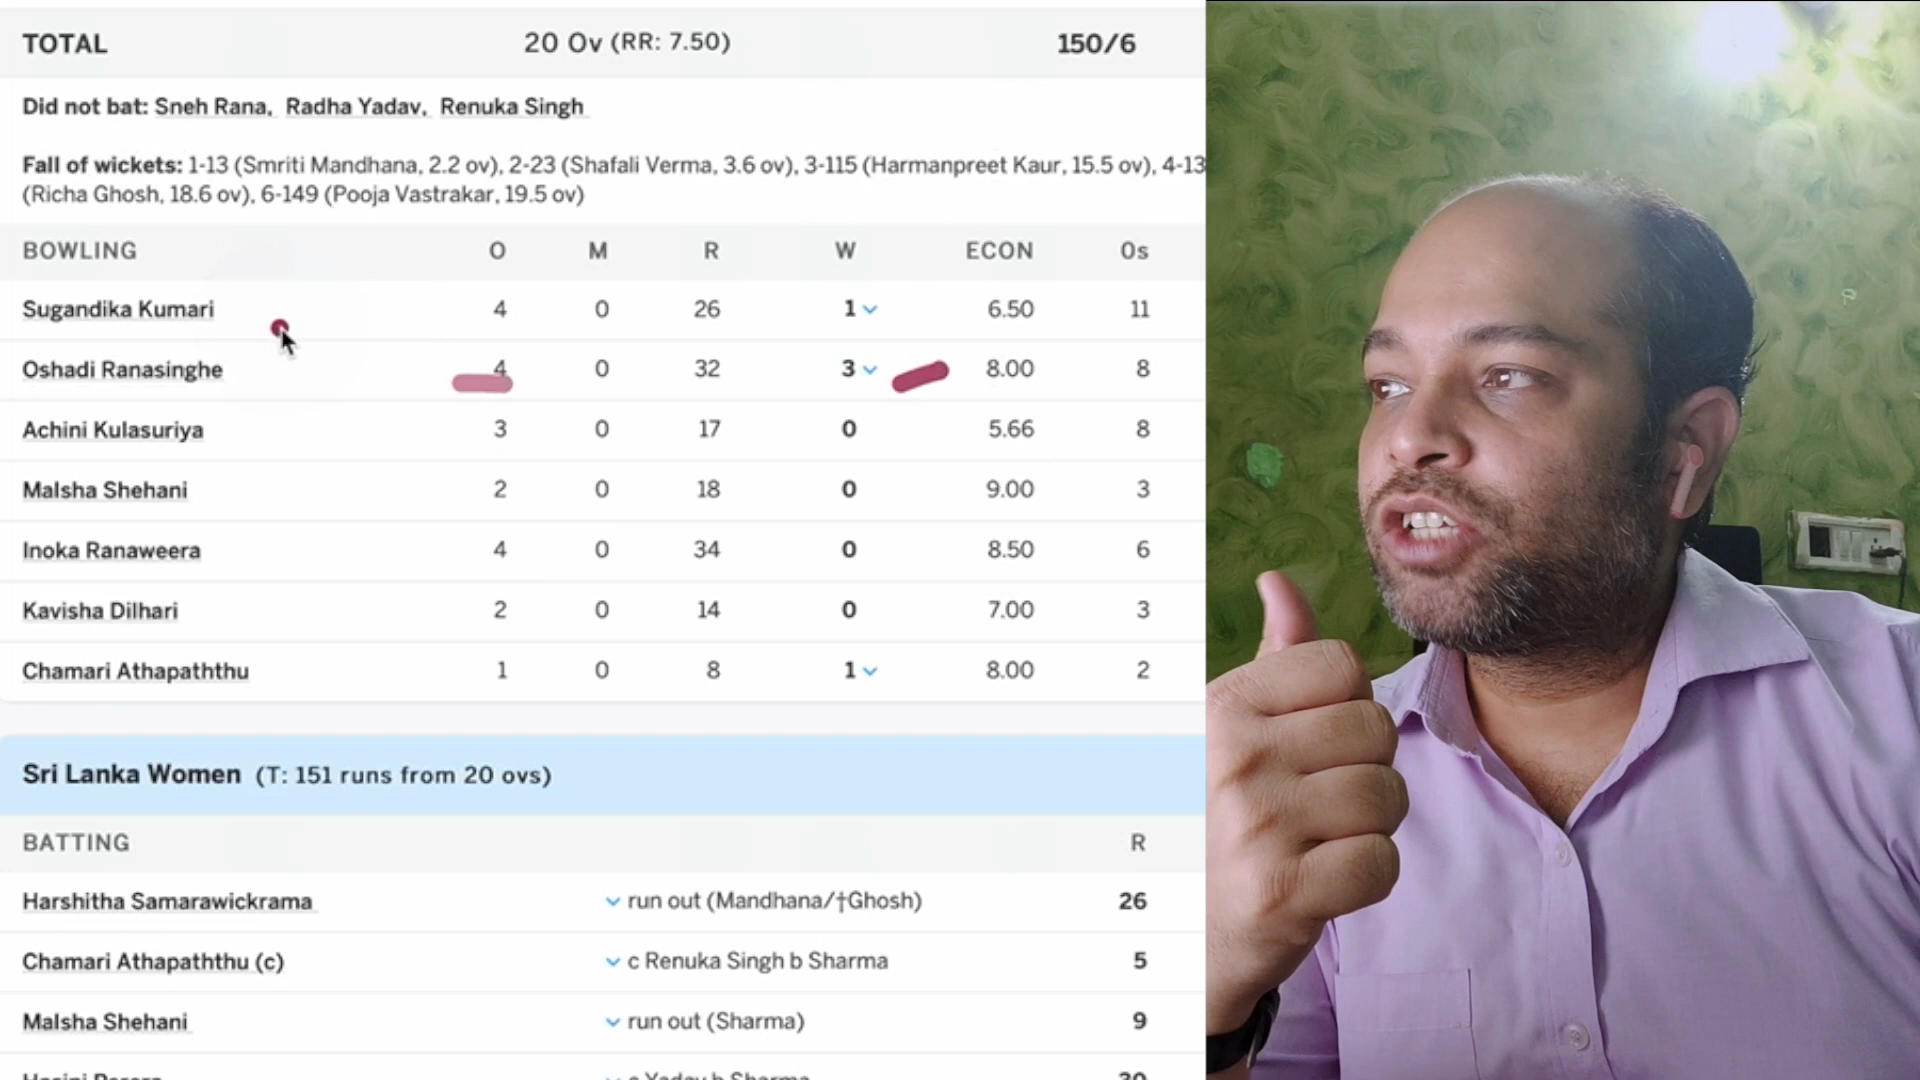 TOTAL 20 Ov (RR: 7.50) 150/6
Did not bat: Sneh Rana, Radha Yadav, Renuka Singh
Fall of wickets: 1-13 (Smriti Mandhana, 2.2 ov), 2-23 (Shafali Verma, 3.6 ov), 3-115 (Harmanpreet Kaur, 15.5 ov), 4-13
(Richa Ghosh, 18.6 ov), 6-149 (Pooja Vastrakar, 19.5 ov)
BOWLING O M R W ECON 0s
Sugandika Kumari 4 0 26 1 6.50 11
Oshadi Ranasinghe 4 0 32 3 8.00 8
Achini Kulasuriya 3 0 17 0 5.66 8
Malsha Shehani 2 0 18 0 9.00 3
Inoka Ranaweera 4 0 34 0 8.50 6
Kavisha Dilhari 2 0 14 0 7.00 3
Chamari Athapaththu 1 0 8 1 8.00 2
Sri Lanka Women (T: 151 runs from 20 ovs)
BATTING R
Harshitha Samarawickrama run out (Mandhana/†Ghosh) 26
Chamari Athapaththu (c) c Renuka Singh b Sharma 5
Malsha Shehani run out (Sharma) 9